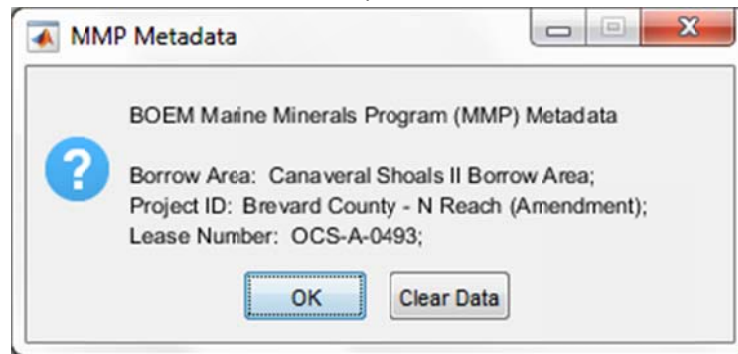 MMP Metadata
BOEM Marine Minerals Program (MMP) Metadata
Borrow Area: Canaveral Shoals II Borrow Area;
Project ID: Brevard County - N Reach (Amendment);
Lease Number: OCS-A-0493;
OK
Clear Data